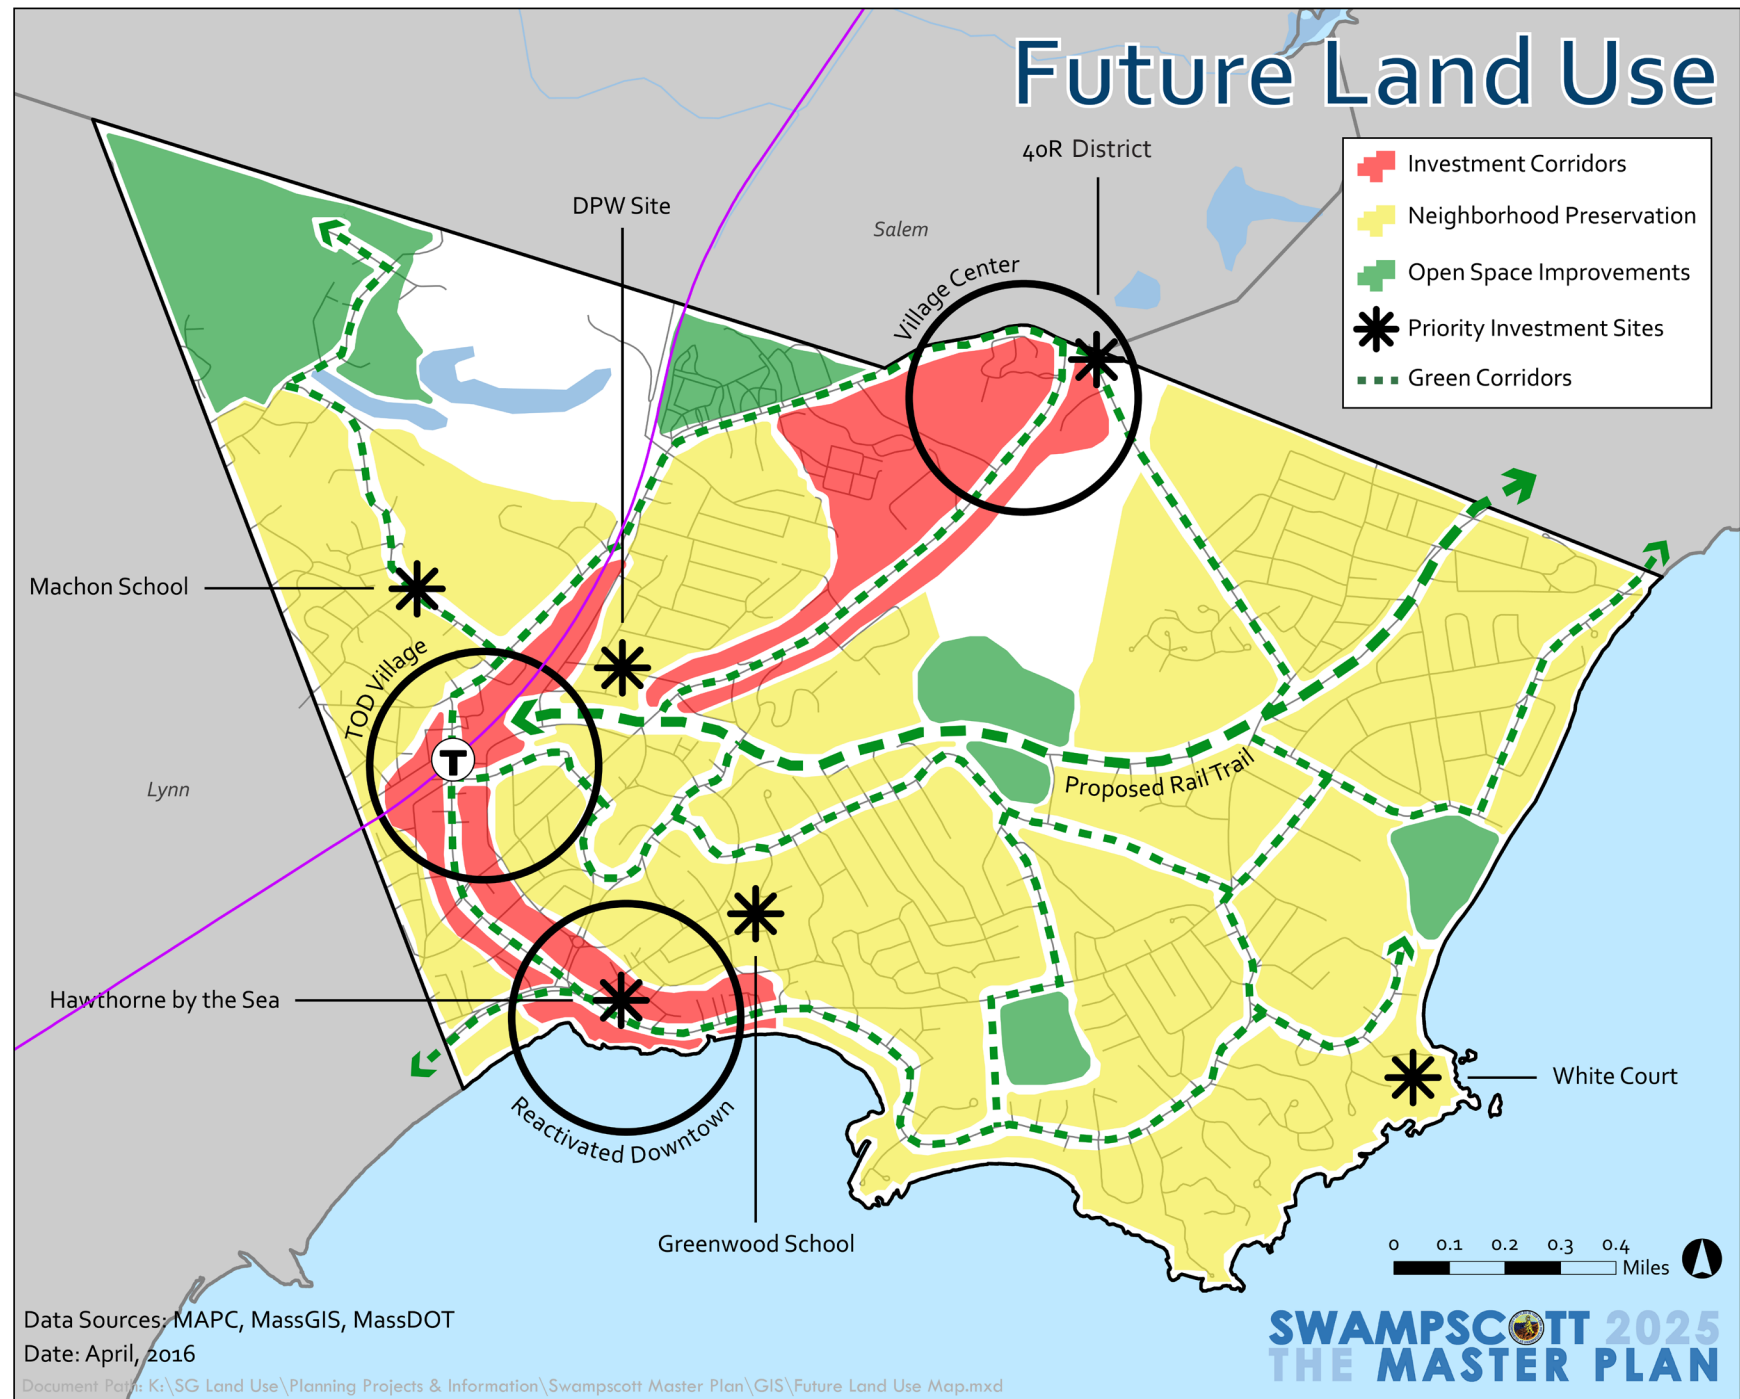 Future Land Use
40R District
DPW Site
Salem
Village Center
Investment Corridors
Neighborhood Preservation
Open Space Improvements
Priority Investment Sites
Green Corridors
Machon School
TOD Village
T
Lynn
Proposed Rail Trail
Hawthorne by the Sea
Reactivated Downtown
White Court
Greenwood School
0 0.1 0.2 0.3 0.4
Miles
Data Sources: MAPC, MassGIS, MassDOT
Date: April, 2016
SWAMPSCOTT 2025
THE MASTER PLAN
Document Path: K:\SG Land Use\Planning Projects & Information\Swampscott Master Plan\GIS\Future Land Use Map.mxd